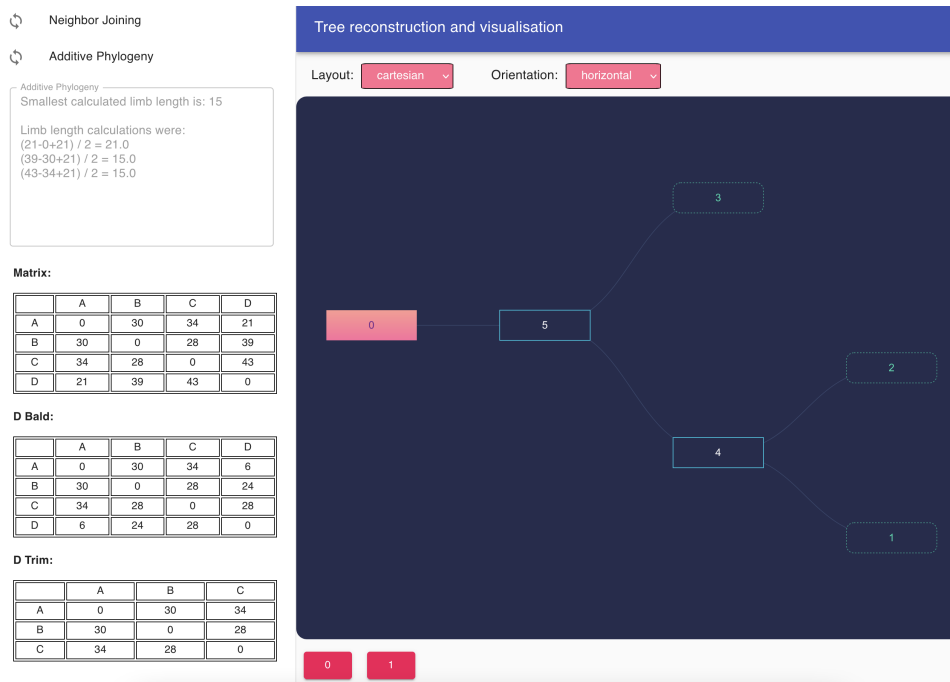 Neighbor Joining
Additive Phylogeny
Additive Phylogeny
Smallest calculated limb length is: 15
Limb length calculations were:
(21-0+21) / 2 = 21.0
(39-30+21) / 2 = 15.0
(43-34+21) / 2 = 15.0
Matrix:
A B C D
A 0 30 34 21
B 30 0 28 39
C 34 28 0 43
D 21 39 43 0
D Bald:
A B C D
A 0 30 34 6
B 30 0 28 24
C 34 28 0 28
D 6 24 28 0
D Trim:
A B C
A 0 30 34
B 30 0 28
C 34 28 0
Tree reconstruction and visualisation
Layout: cartesian Orientation: horizontal
3
0 5
2
4
1
0 1